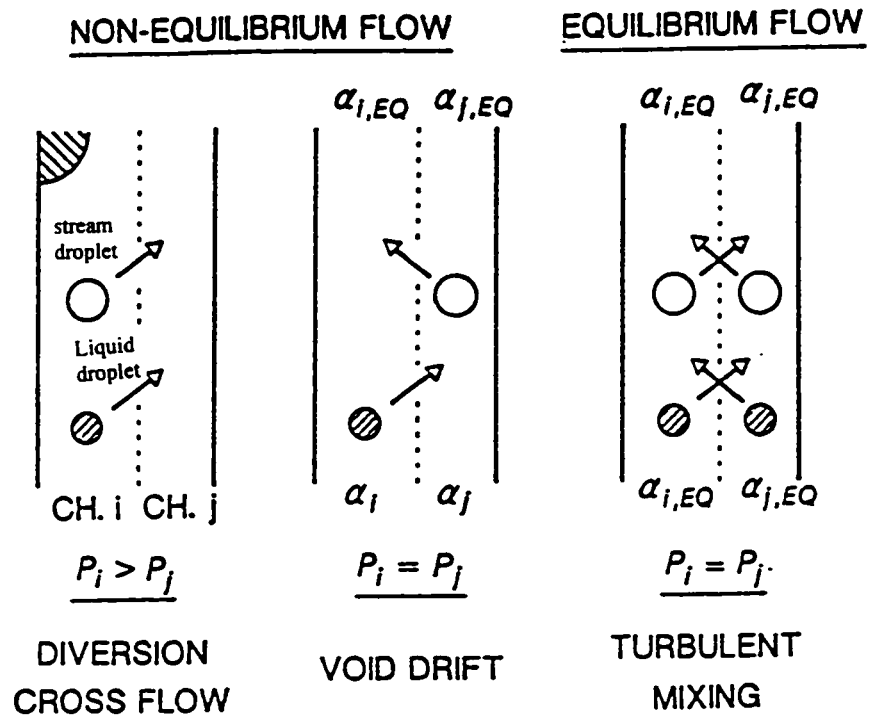 NON-EQUILIBRIUM FLOW
EQUILIBRIUM FLOW
α_{i,EQ} α_{j,EQ}
α_{i,EQ} α_{j,EQ}
stream
droplet
Liquid
droplet
CH. i CH. j
α_i α_j
α_{i,EQ} α_{j,EQ}
P_i > P_j
P_i = P_j
P_i = P_j.
DIVERSION
CROSS FLOW
VOID DRIFT
TURBULENT
MIXING